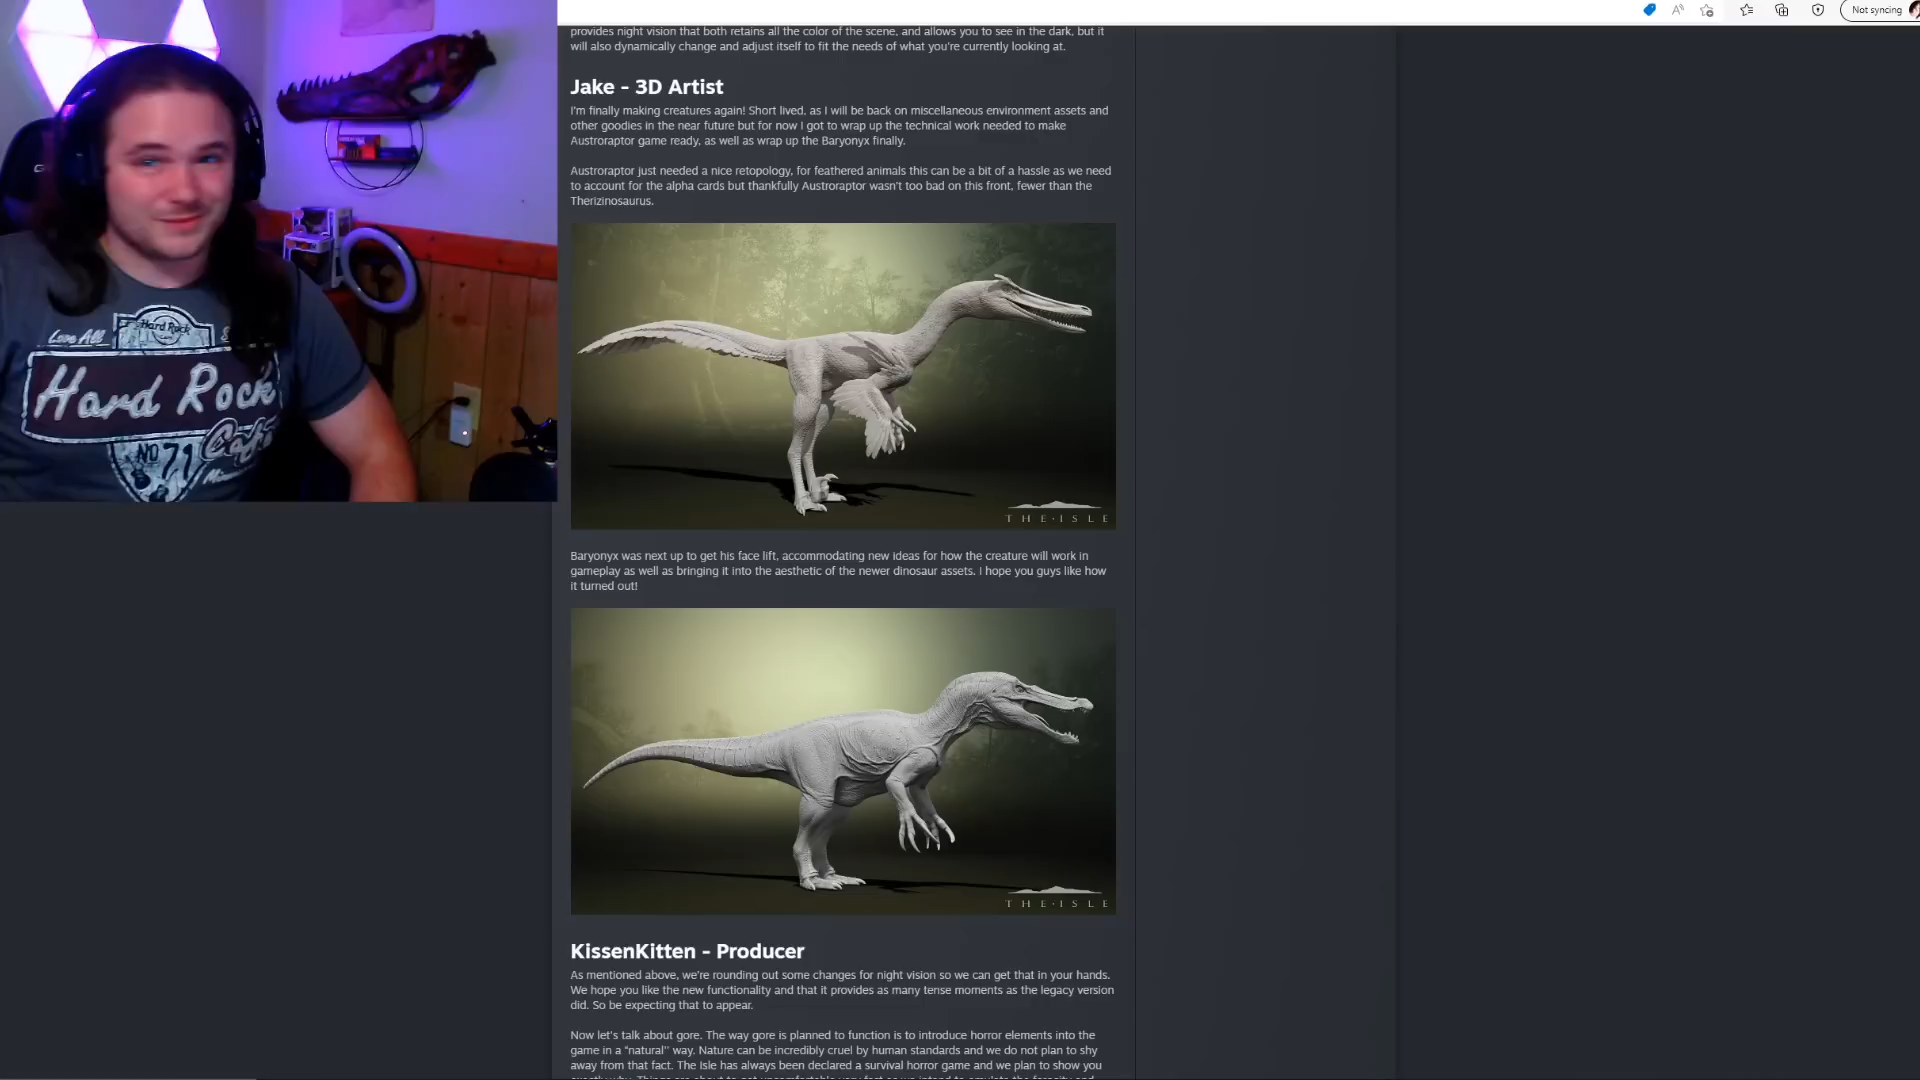 Not syncing
provides night vision that both retains all the color of the scene, and allows you to see in the dark, but it
will also dynamically change and adjust itself to fit the needs of what you're currently looking at.
Jake - 3D Artist
I'm finally making creatures again! Short lived, as I will be back on miscellaneous environment assets and
other goodies in the near future but for now I got to wrap up the technical work needed to make
Austroraptor game ready, as well as wrap up the Baryonyx finally.
Austroraptor just needed a nice retopology, for feathered animals this can be a bit of a hassle as we need
to account for the alpha cards but thankfully Austroraptor wasn't too bad on this front, fewer than the
Therizinosaurus.
THE·ISLE
Baryonyx was next up to get his face lift, accommodating new ideas for how the creature will work in
gameplay as well as bringing it into the aesthetic of the newer dinosaur assets. I hope you guys like how
it turned out!
THE·ISLE
KissenKitten - Producer
As mentioned above, we're rounding out some changes for night vision so we can get that in your hands.
We hope you like the new functionality and that it provides as many tense moments as the legacy version
did. So be expecting that to appear.
Now let's talk about gore. The way gore is planned to function is to introduce horror elements into the
game in a "natural" way. Nature can be incredibly cruel by human standards and we do not plan to shy
away from that fact. The Isle has always been declared a survival horror game and we plan to show you
Love All
Hard Rock
Hard Rock
Cafe
NO 71